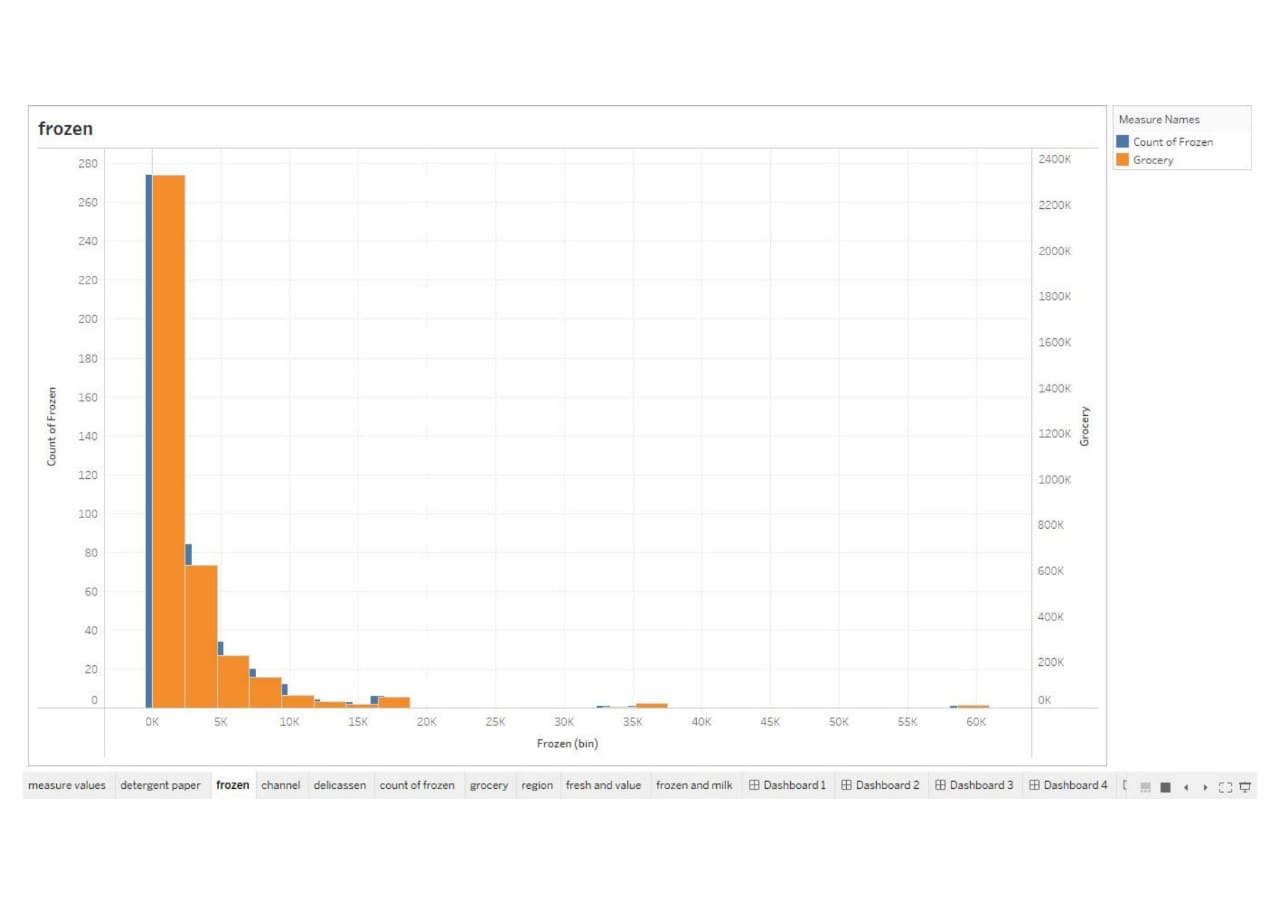 frozen
Measure Names
Count of Frozen
Grocery
280
260
240
220
200
180
160
140
120
100
80
60
40
20
0
Count of Frozen
2400K
2200K
2000K
1800K
1600K
1400K
1200K
1000K
800K
600K
400K
200K
0K
Grocery
0K 5K 10K 15K 20K 25K 30K 35K 40K 45K 50K 55K 60K
Frozen (bin)
measure values detergent paper frozen channel delicassen count of frozen grocery region fresh and value frozen and milk Dashboard 1 Dashboard 2 Dashboard 3 Dashboard 4